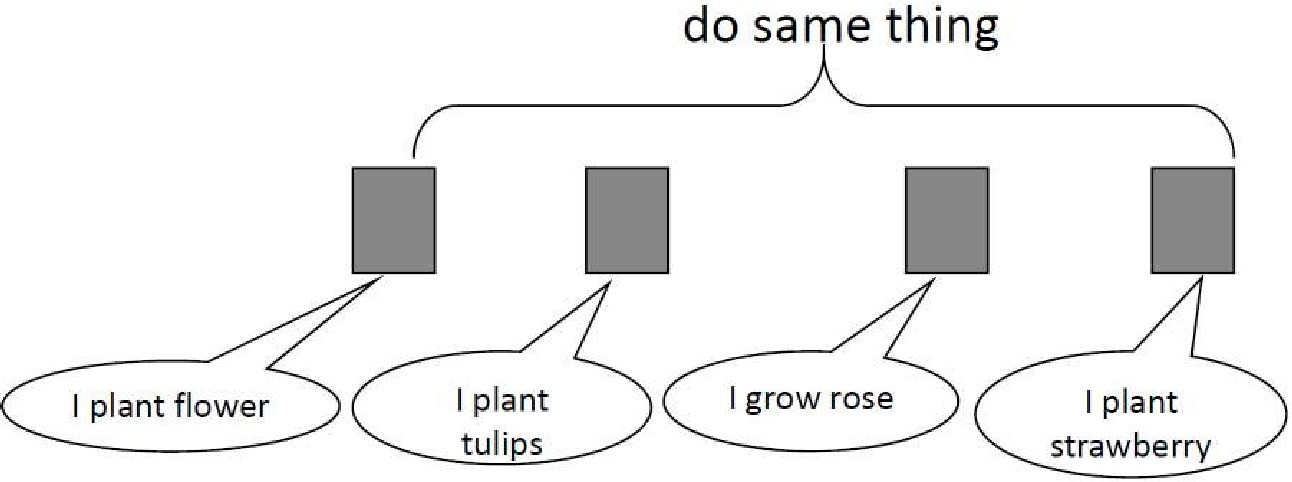 do same thing
I plant flower
I plant
tulips
I grow rose
I plant
strawberry